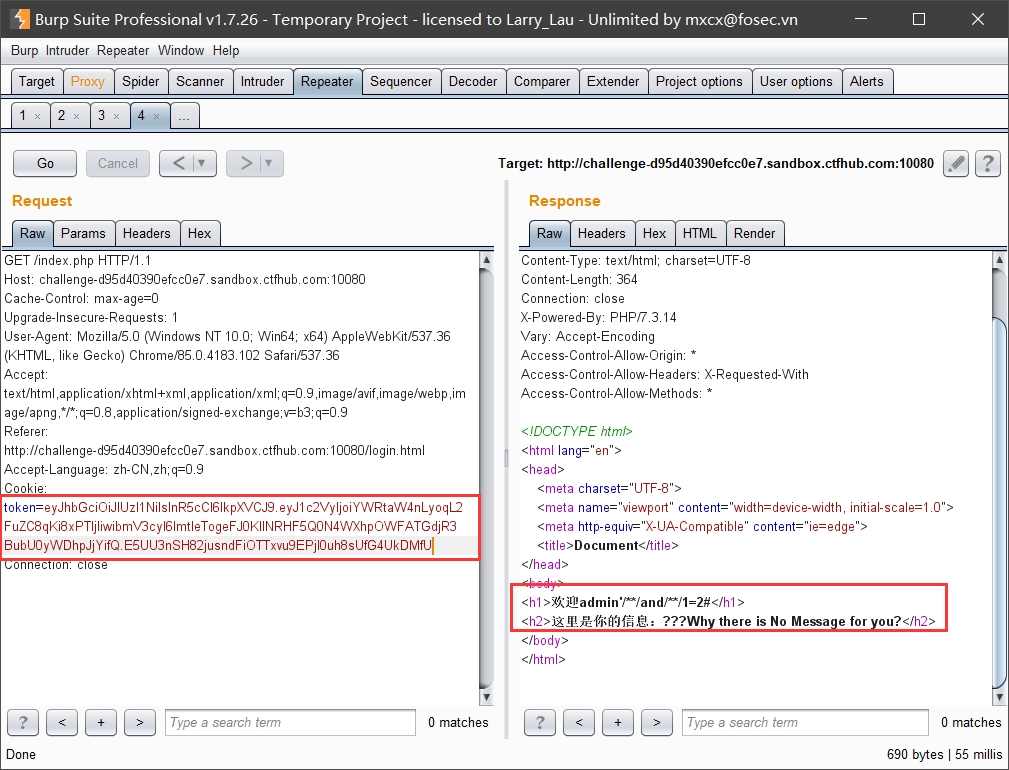 Burp Suite Professional v1.7.26 - Temporary Project - licensed to Larry_Lau - Unlimited by mxcx@fosec.vn
Burp Intruder Repeater Window Help
Target Proxy Spider Scanner Intruder Repeater Sequencer Decoder Comparer Extender Project options User options Alerts
1 × 2 × 3 × 4 × ...
Go Cancel < ▼ > ▼ Target: http://challenge-d95d40390efcc0e7.sandbox.ctfhub.com:10080 ?
Request
Raw Params Headers Hex
GET /index.php HTTP/1.1
Host: challenge-d95d40390efcc0e7.sandbox.ctfhub.com:10080
Cache-Control: max-age=0
Upgrade-Insecure-Requests: 1
User-Agent: Mozilla/5.0 (Windows NT 10.0; Win64; x64) AppleWebKit/537.36
(KHTML, like Gecko) Chrome/85.0.4183.102 Safari/537.36
Accept:
text/html,application/xhtml+xml,application/xml;q=0.9,image/avif,image/webp,im
age/apng,*/*;q=0.8,application/signed-exchange;v=b3;q=0.9
Referer:
http://challenge-d95d40390efcc0e7.sandbox.ctfhub.com:10080/login.html
Accept-Language: zh-CN,zh;q=0.9
Cookie:
Connection: close
? < + > Type a search term 0 matches
Response
Raw Headers Hex HTML Render
Content-Type: text/html; charset=UTF-8
Content-Length: 364
Connection: close
X-Powered-By: PHP/7.3.14
Vary: Accept-Encoding
Access-Control-Allow-Origin: *
Access-Control-Allow-Headers: X-Requested-With
Access-Control-Allow-Methods: *
<!DOCTYPE html>
<html lang="en">
<head>
<meta charset="UTF-8">
<meta name="viewport" content="width=device-width, initial-scale=1.0">
<meta http-equiv="X-UA-Compatible" content="ie=edge">
<title>Document</title>
</head>
<body>
<h1>欢迎admin'/**/and/**/1=2#</h1>
<h2>这里是你的信息：???Why there is No Message for you?</h2>
</body>
</html>
? < + > Type a search term 0 matches
Done 690 bytes | 55 millis